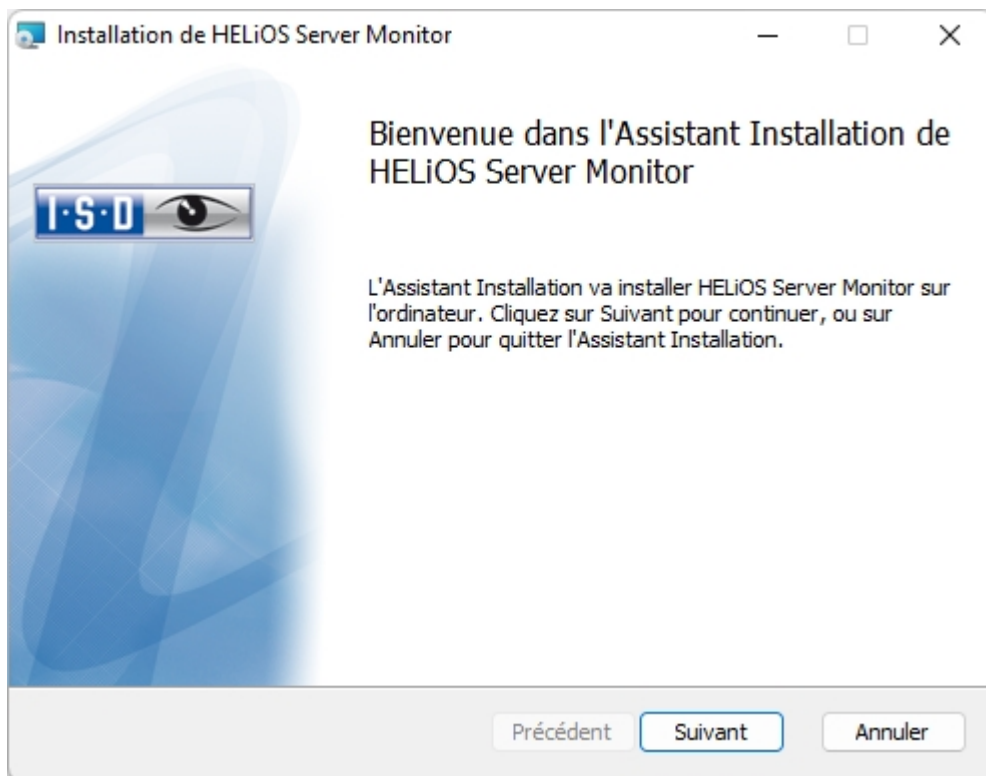 Installation de HELiOS Server Monitor
Bienvenue dans l'Assistant Installation de
HELiOS Server Monitor
I·S·D
L'Assistant Installation va installer HELiOS Server Monitor sur
l'ordinateur. Cliquez sur Suivant pour continuer, ou sur
Annuler pour quitter l'Assistant Installation.
Précédent
Suivant
Annuler